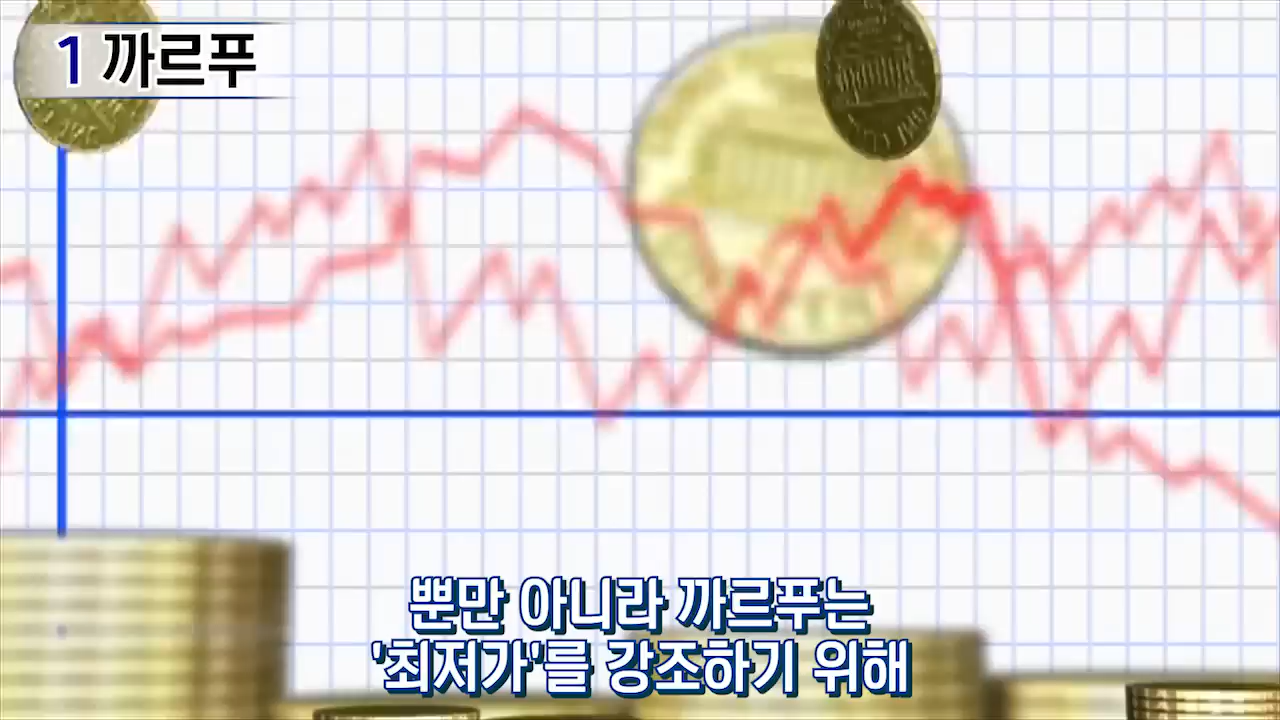 1 까르푸
뿐만 아니라 까르푸는
'최저가'를 강조하기 위해